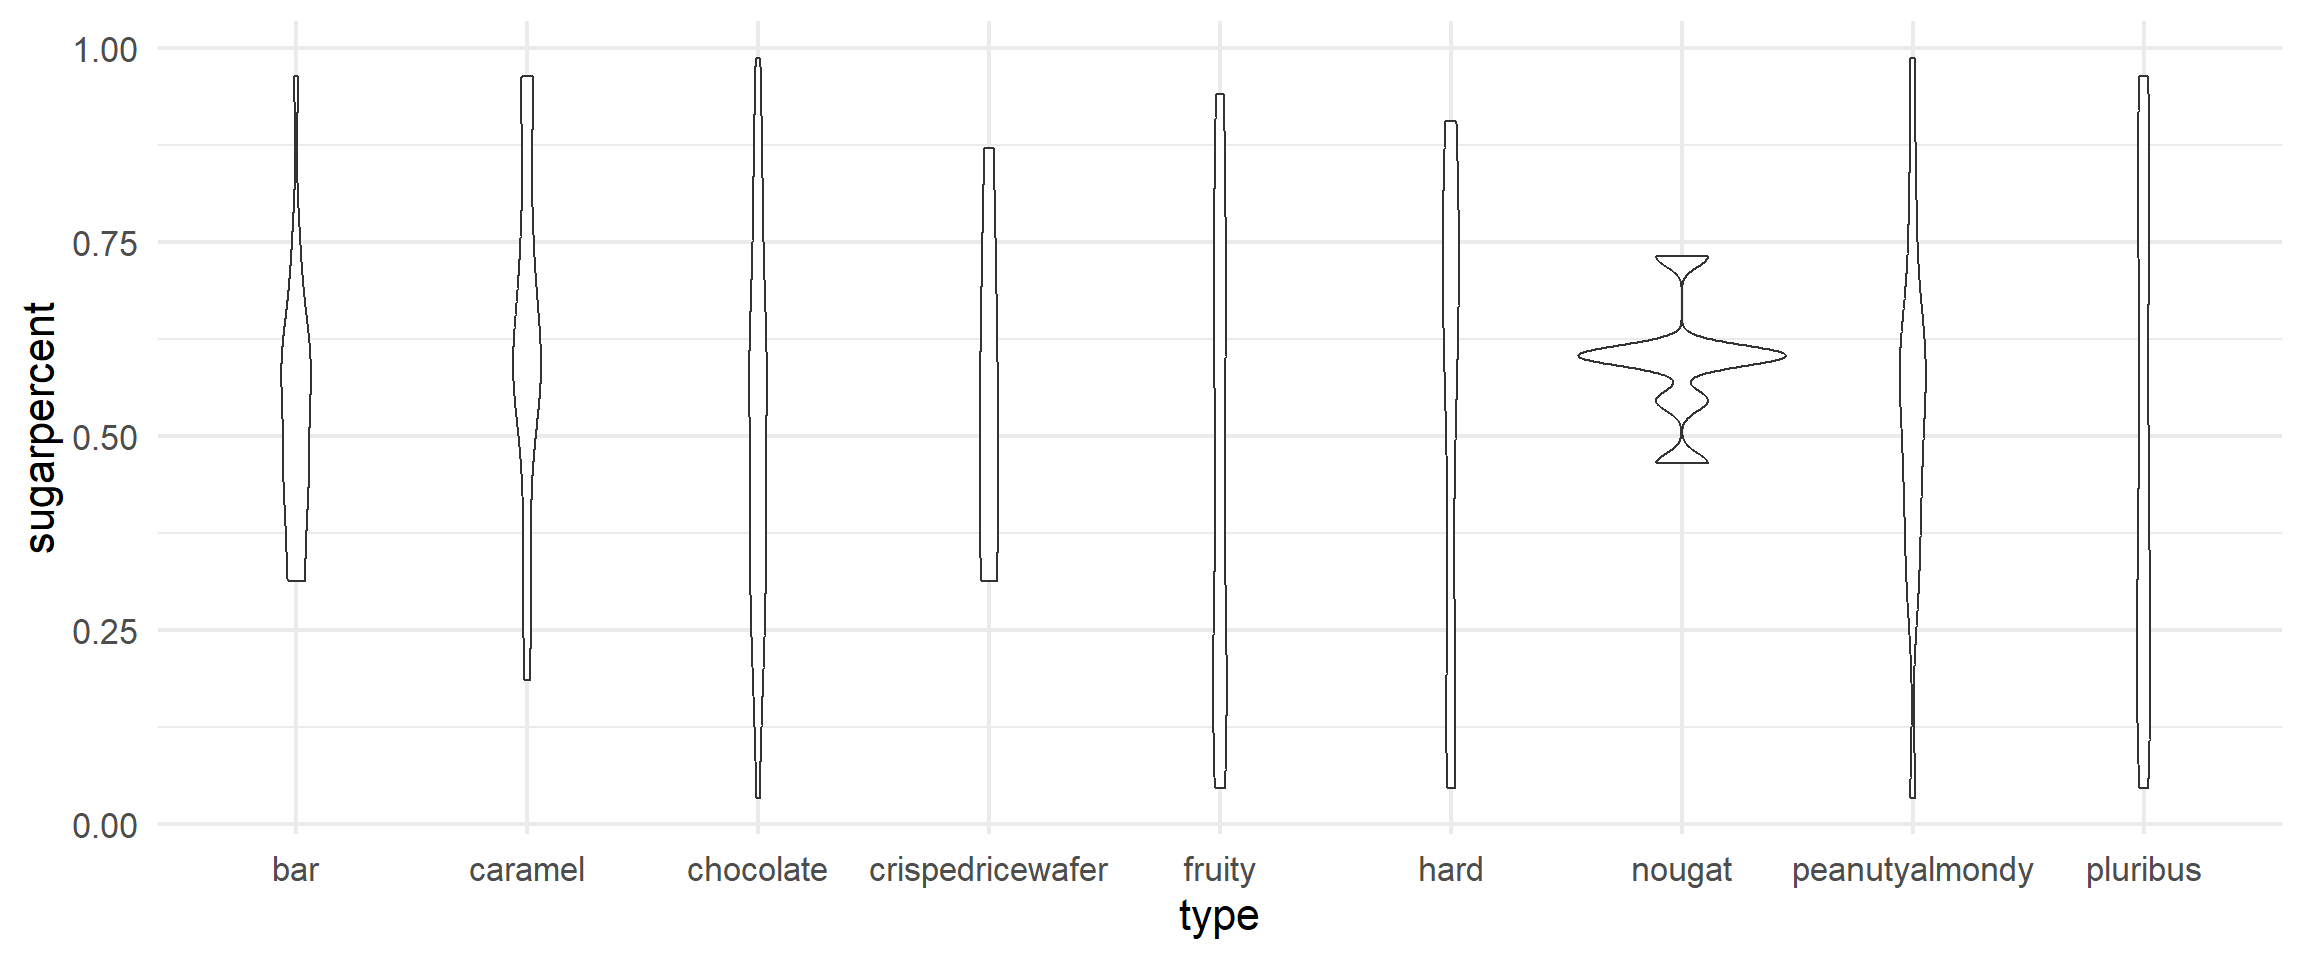 1.00
0.75
0.50
0.25
0.00
sugarpercent
bar caramel chocolate crispedricewafer fruity hard nougat peanutyalmondy pluribus
type